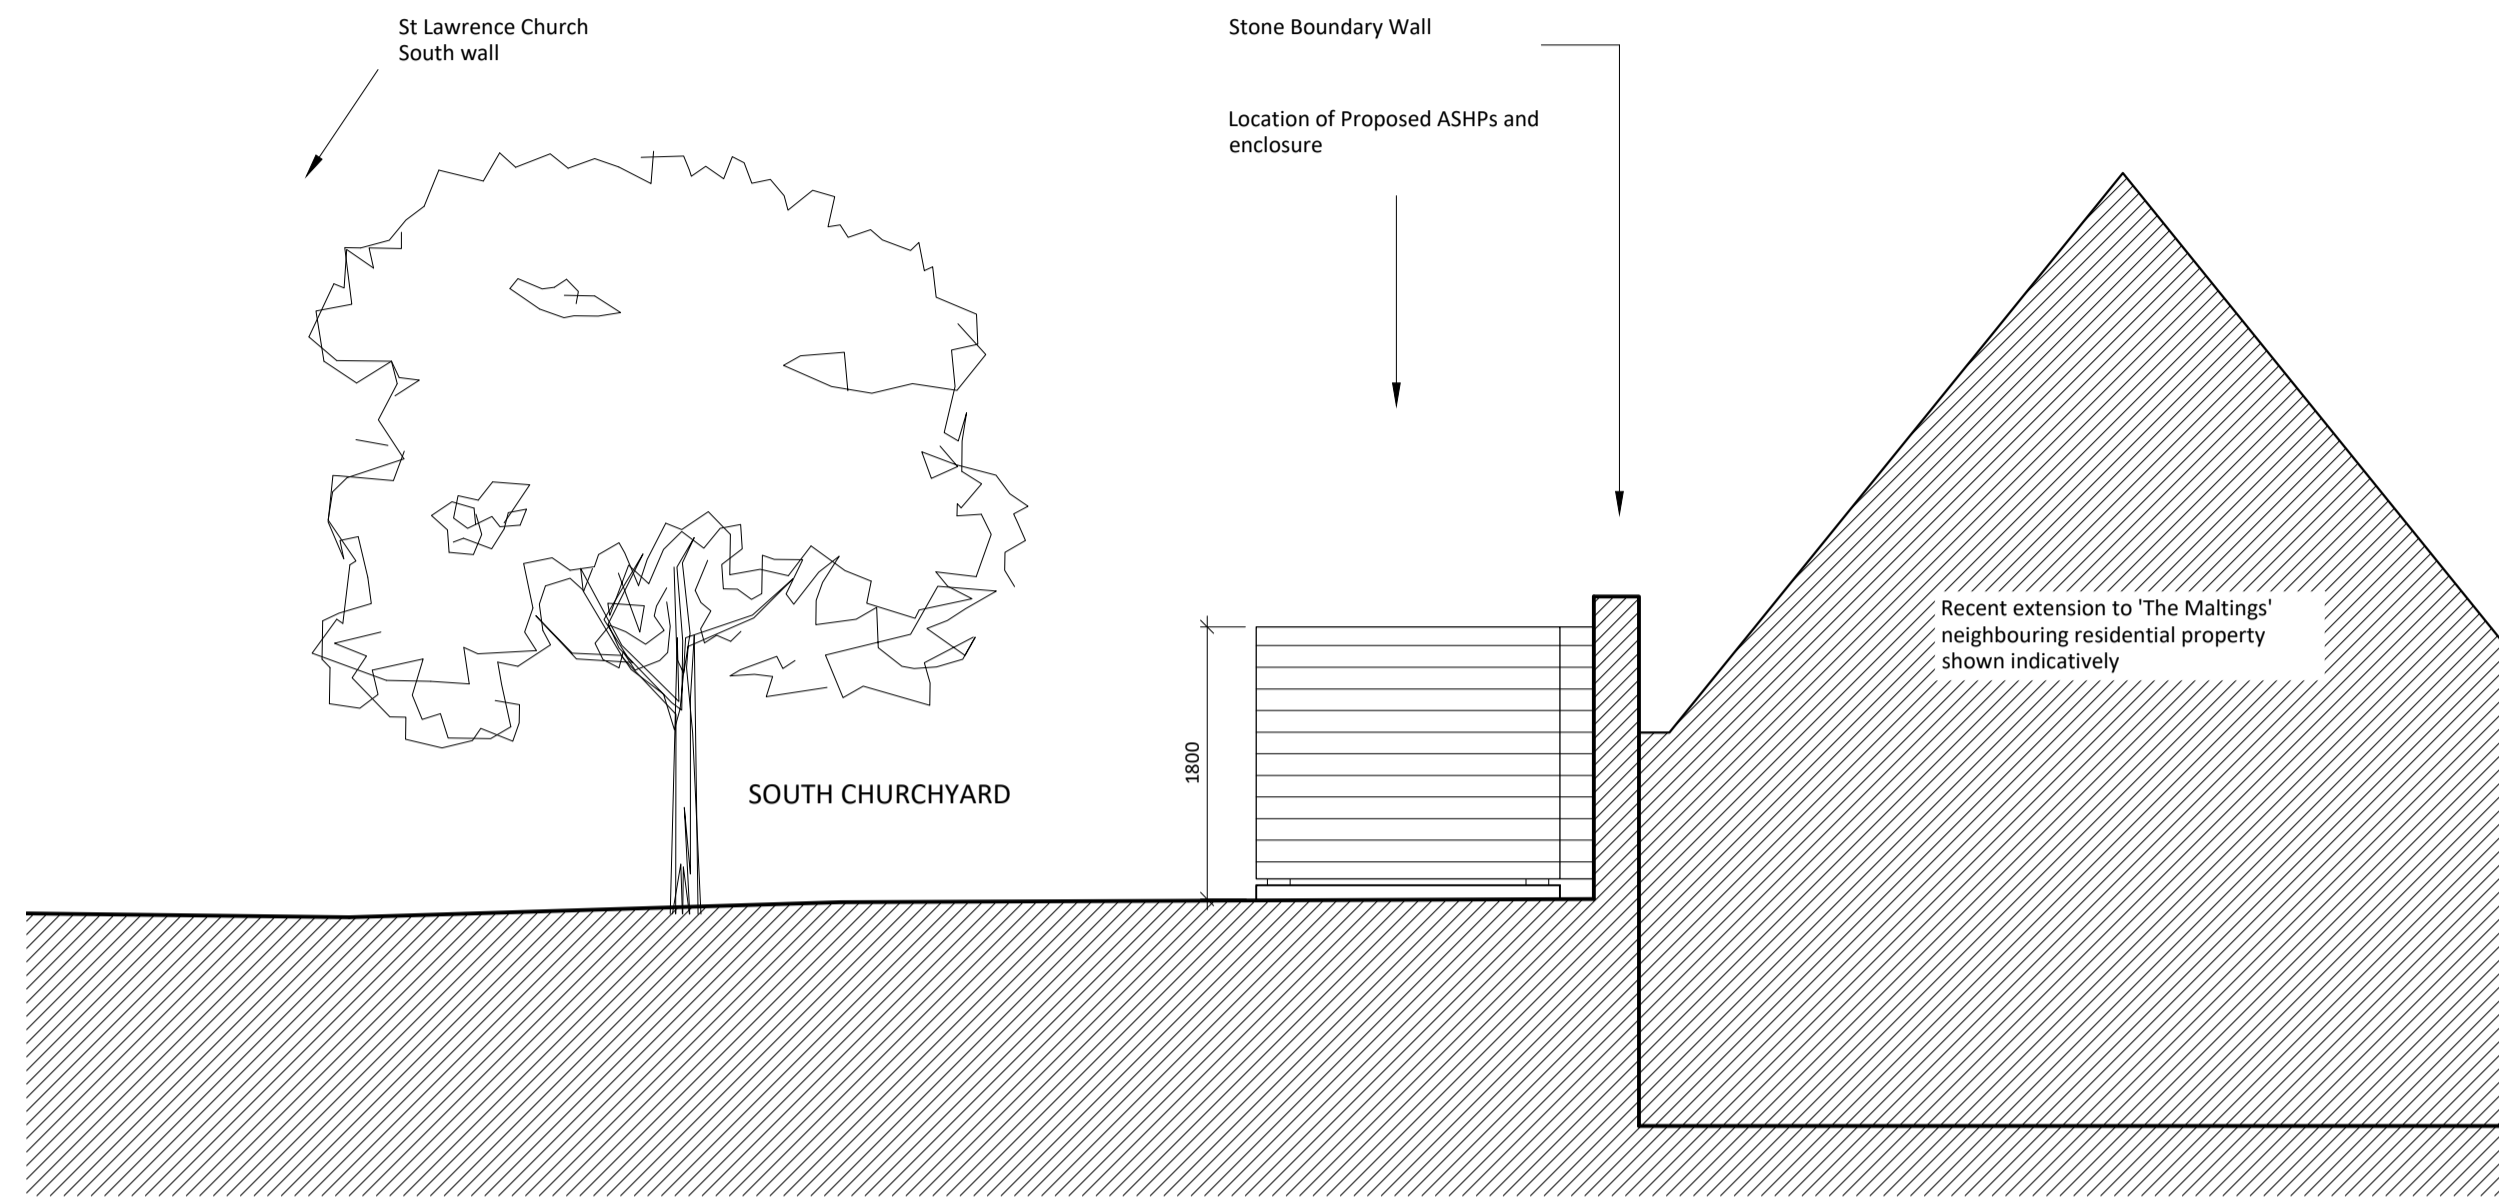 St Lawrence Church
South wall
Stone Boundary Wall
Location of Proposed ASHPs and
enclosure
Recent extension to 'The Maltings'
neighbouring residential property
shown indicatively
1800
SOUTH CHURCHYARD